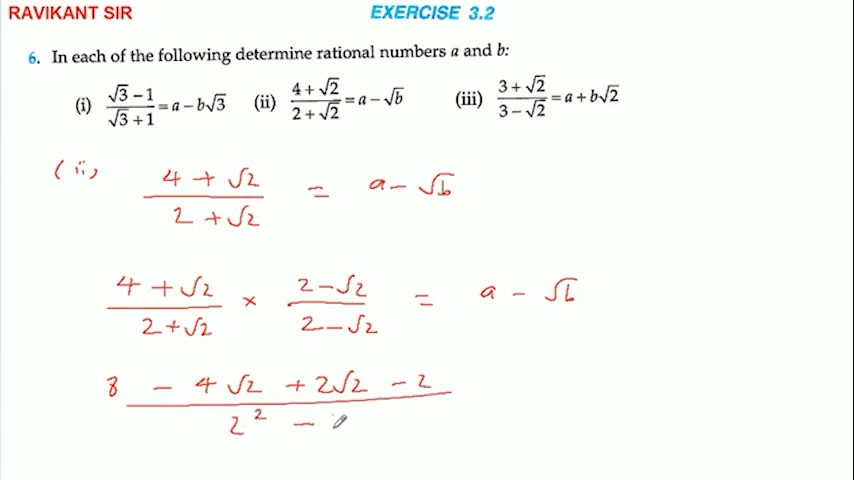 RAVIKANT SIR
EXERCISE 3.2
6. In each of the following determine rational numbers a and b:
(i) (√3 − 1)/(√3 + 1) = a − b√3 (ii) (4 + √2)/(2 + √2) = a − √b (iii) (3 + √2)/(3 − √2) = a + b√2
(ii) (4 + √2)/(2 + √2) = a − √b
(4 + √2)/(2 + √2) × (2 − √2)/(2 − √2) = a − √b
8 − 4√2 + 2√2 − 2
2² −